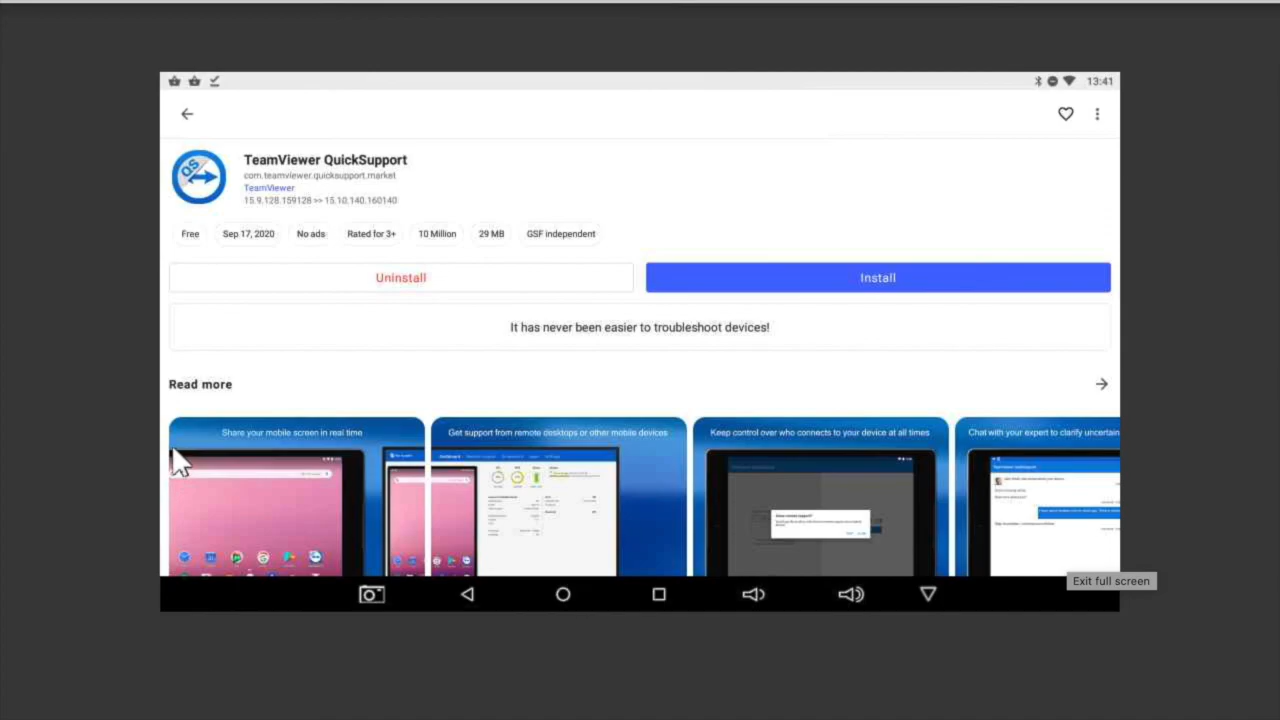 13:41
TeamViewer QuickSupport
com.teamviewer.quicksupport.market
TeamViewer
15.9.128.159128 >> 15.10.140.160140
Free Sep 17, 2020 No ads Rated for 3+ 10 Million 29 MB GSF independent
Uninstall Install
It has never been easier to troubleshoot devices!
Read more
Share your mobile screen in real time
Get support from remote desktops or other mobile devices
Keep control over who connects to your device at all times
Chat with your expert to clarify uncertain
QS
Exit full screen